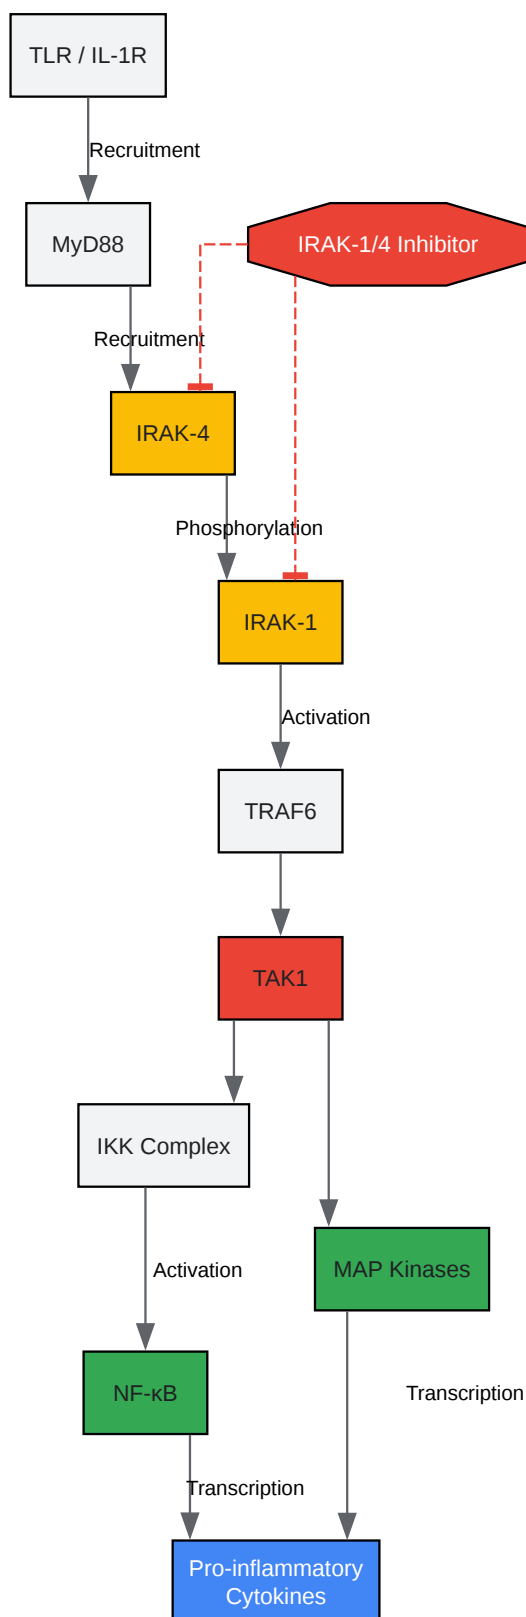 TLR / IL-1R
Recruitment
MyD88
IRAK-1/4 Inhibitor
Recruitment
IRAK-4
Phosphorylation
IRAK-1
Activation
TRAF6
TAK1
IKK Complex
Activation
MAP Kinases
NF-κB
Transcription
Transcription
Pro-inflammatory
Cytokines